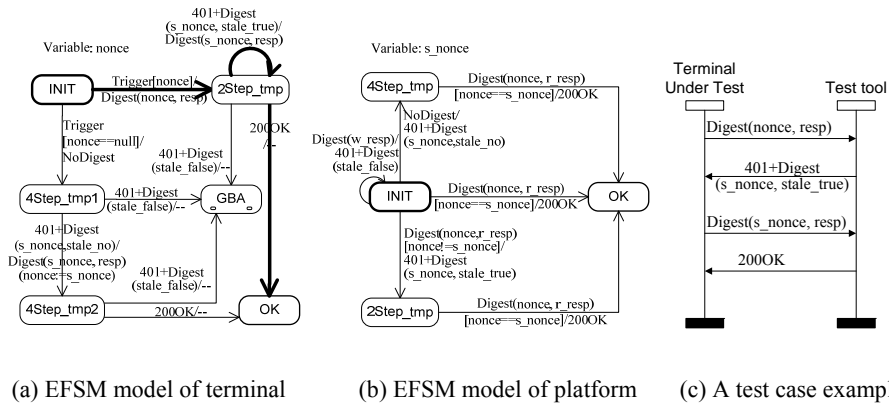 Variable: nonce
401+Digest
(s_nonce, stale_true)/
Digest(s_nonce, resp)
INIT
Trigger[nonce]/
Digest(nonce, resp)
2Step_tmp
Trigger
[nonce==null]/
NoDigest
401+Digest
(stale_false)/--
200OK
/--
4Step_tmp1
401+Digest
(stale_false)/--
GBA
401+Digest
(s_nonce,stale_no)/
Digest(s_nonce, resp)
(nonce:=s_nonce)
401+Digest
(stale_false)/--
4Step_tmp2
200OK/--
OK
(a) EFSM model of terminal
Variable: s_nonce
4Step_tmp
Digest(nonce, r_resp)
[nonce==s_nonce]/200OK
NoDigest/
401+Digest
(s_nonce,stale_no)
Digest(w_resp)/
401+Digest
(stale_false)
INIT
Digest(nonce, r_resp)
[nonce==s_nonce]/200OK
OK
Digest(nonce,r_resp)
[nonce!=s_nonce]/
401+Digest
(s_nonce, stale_true)
2Step_tmp
Digest(nonce, r_resp)
[nonce==s_nonce]/200OK
(b) EFSM model of platform
Terminal
Under Test
Test tool
Digest(nonce, resp)
401+Digest
(s_nonce, stale_true)
Digest(s_nonce, resp)
200OK
(c) A test case exampl